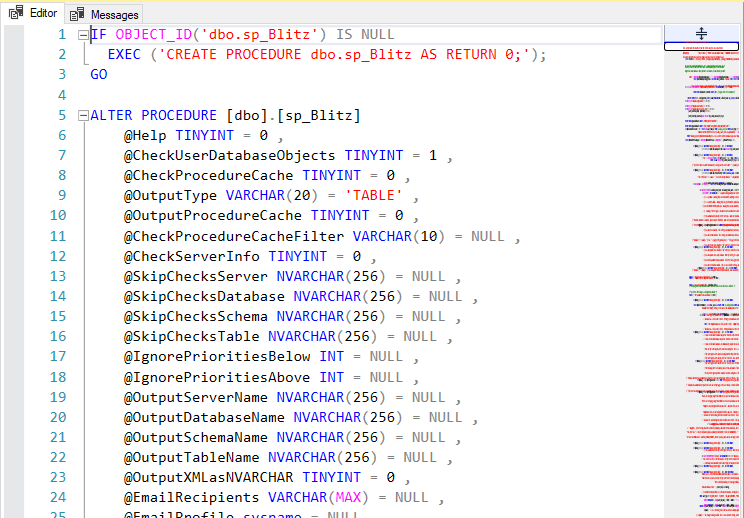 Editor Messages
1 IF OBJECT_ID('dbo.sp_Blitz') IS NULL
2 EXEC ('CREATE PROCEDURE dbo.sp_Blitz AS RETURN 0;');
3 GO
4
5 ALTER PROCEDURE [dbo].[sp_Blitz]
6 @Help TINYINT = 0 ,
7 @CheckUserDatabaseObjects TINYINT = 1 ,
8 @CheckProcedureCache TINYINT = 0 ,
9 @OutputType VARCHAR(20) = 'TABLE' ,
10 @OutputProcedureCache TINYINT = 0 ,
11 @CheckProcedureCacheFilter VARCHAR(10) = NULL ,
12 @CheckServerInfo TINYINT = 0 ,
13 @SkipChecksServer NVARCHAR(256) = NULL ,
14 @SkipChecksDatabase NVARCHAR(256) = NULL ,
15 @SkipChecksSchema NVARCHAR(256) = NULL ,
16 @SkipChecksTable NVARCHAR(256) = NULL ,
17 @IgnorePrioritiesBelow INT = NULL ,
18 @IgnorePrioritiesAbove INT = NULL ,
19 @OutputServerName NVARCHAR(256) = NULL ,
20 @OutputDatabaseName NVARCHAR(256) = NULL ,
21 @OutputSchemaName NVARCHAR(256) = NULL ,
22 @OutputTableName NVARCHAR(256) = NULL ,
23 @OutputXMLasNVARCHAR TINYINT = 0 ,
24 @EmailRecipients VARCHAR(MAX) = NULL ,
25 @EmailProfile sysname = NULL